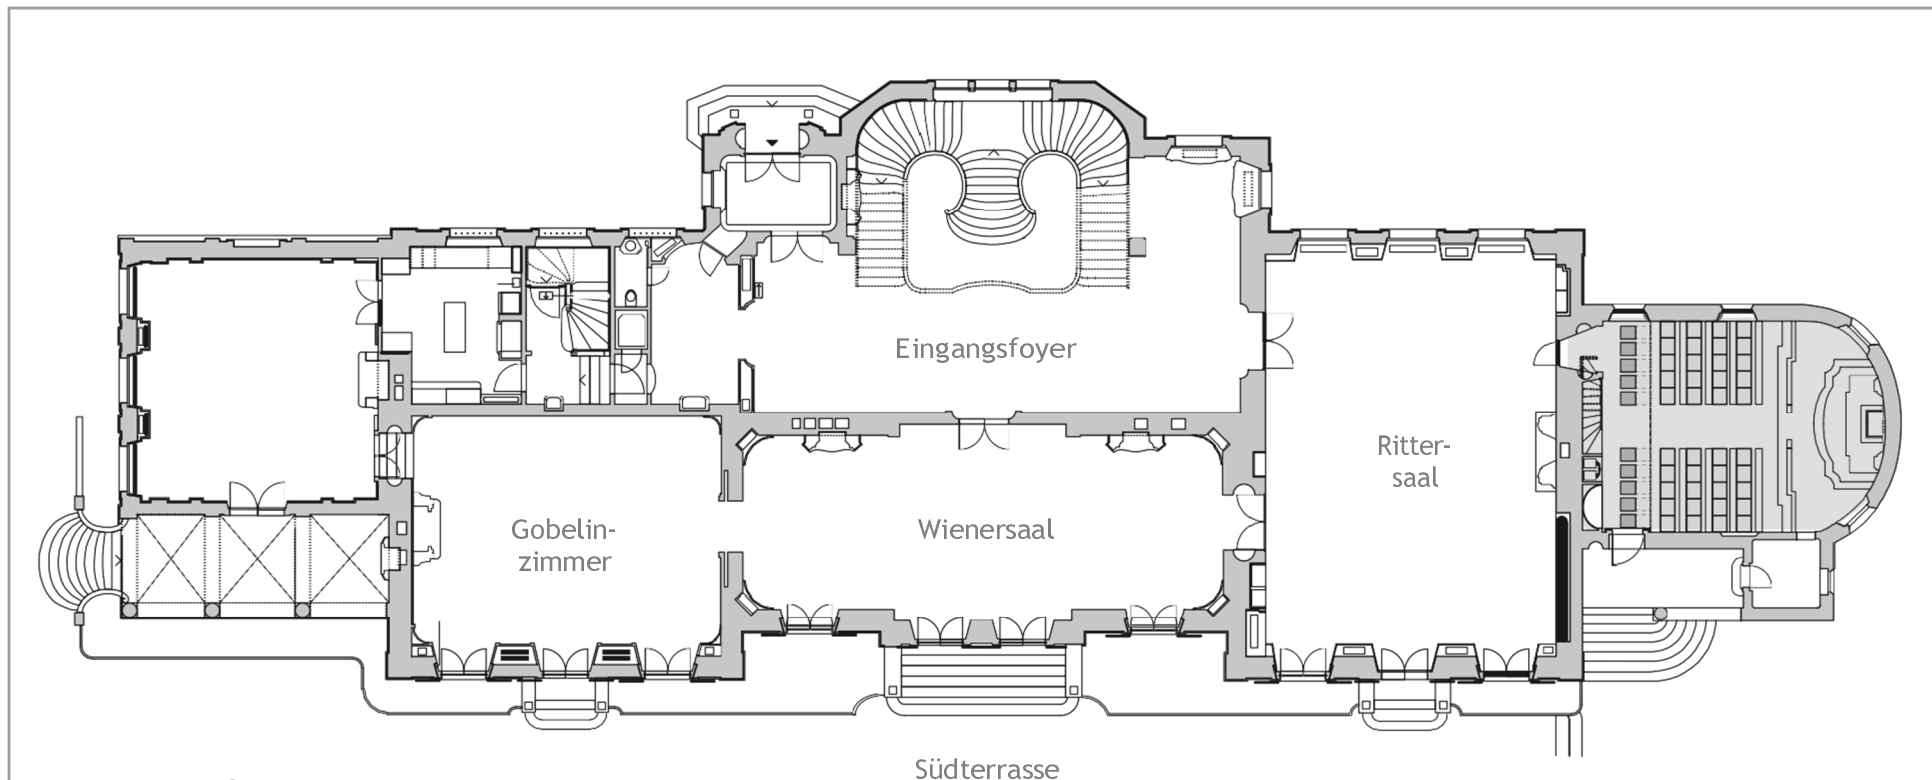 Eingangsfoyer
Ritter-
saal
Gobelin-
zimmer
Wienersaal
Südterrasse